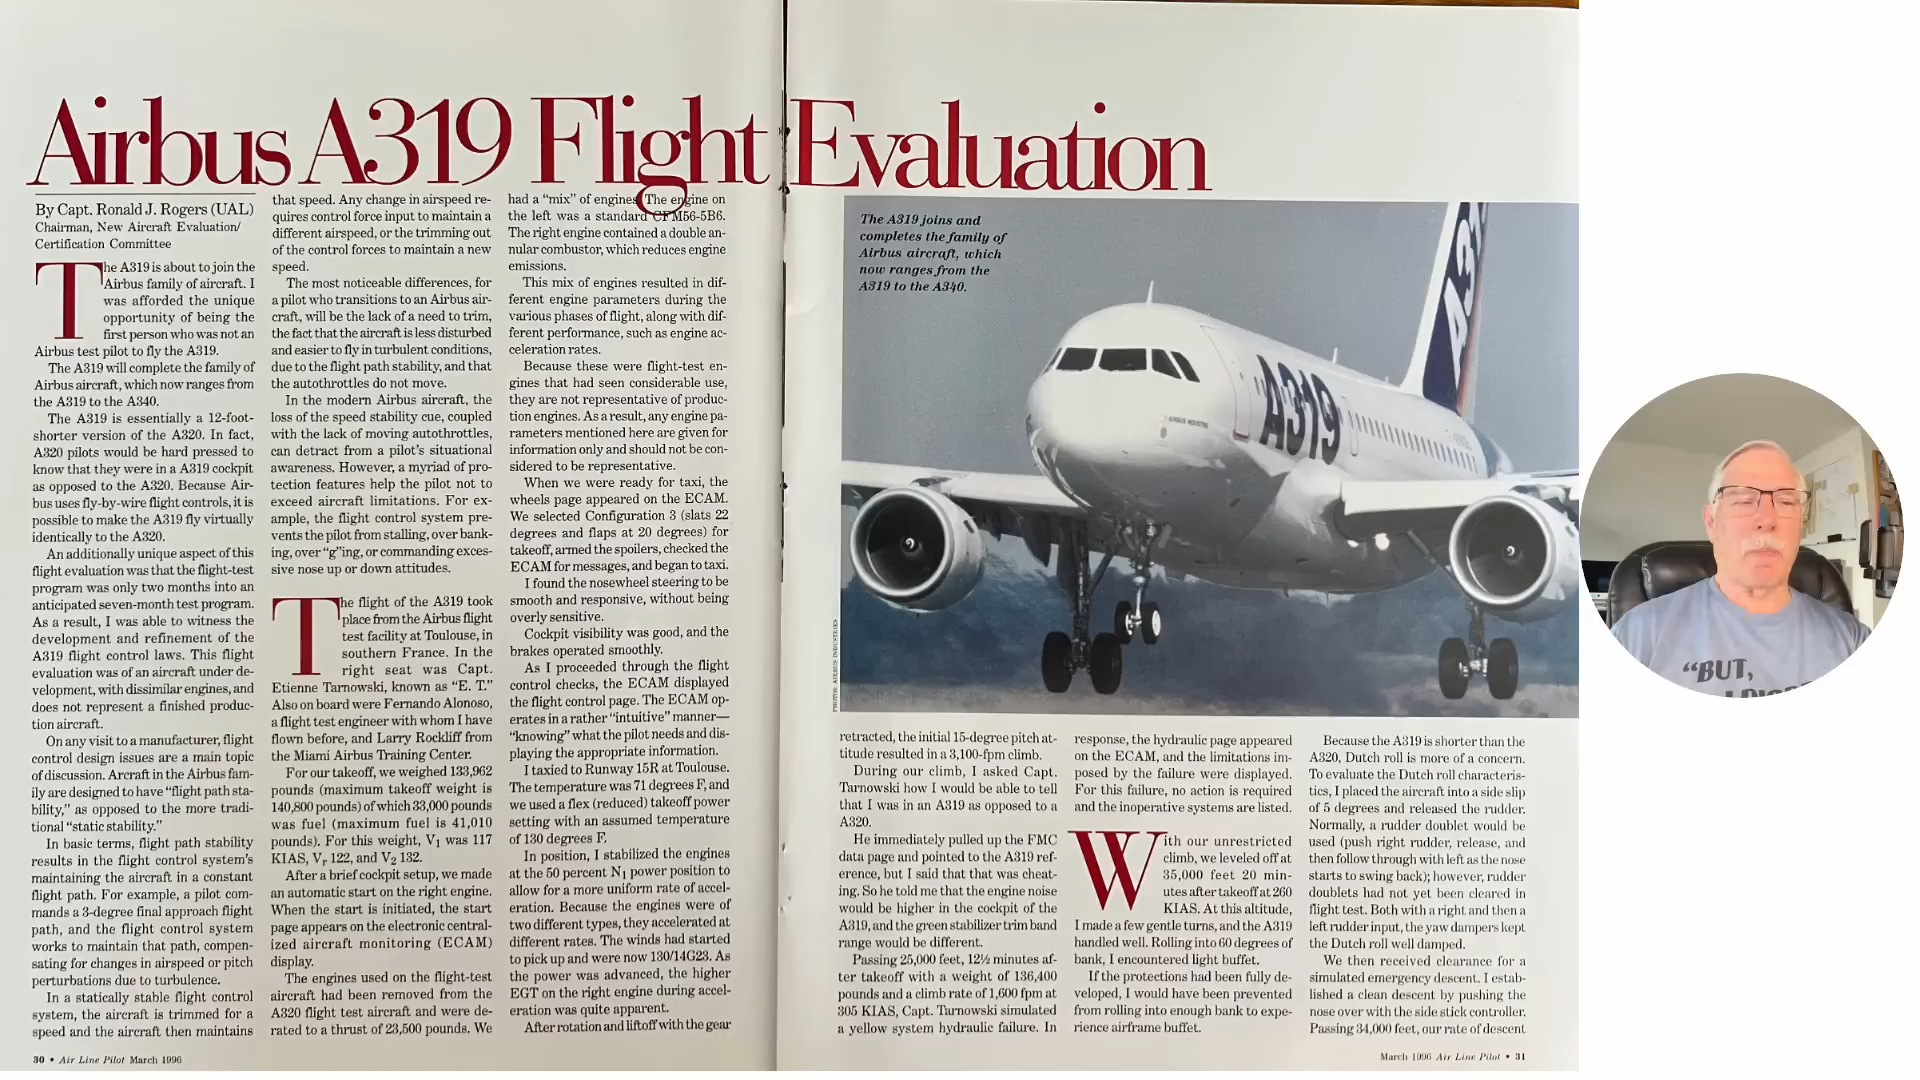 Airbus A319 Flight Evaluation
By Capt. Ronald J. Rogers (UAL)
Chairman, New Aircraft Evaluation/
Certification Committee
The A319 is about to join the
Airbus family of aircraft. I
was afforded the unique
opportunity of being the
first person who was not an
Airbus test pilot to fly the A319.
The A319 will complete the family of
Airbus aircraft, which now ranges from
the A319 to the A340.
The A319 is essentially a 12-foot-
shorter version of the A320. In fact,
A320 pilots would be hard pressed to
know that they were in a A319 cockpit
as opposed to the A320. Because Air-
bus uses fly-by-wire flight controls, it is
possible to make the A319 fly virtually
identically to the A320.
An additionally unique aspect of this
flight evaluation was that the flight-test
program was only two months into an
anticipated seven-month test program.
As a result, I was able to witness the
development and refinement of the
A319 flight control laws. This flight
evaluation was of an aircraft under de-
velopment, with dissimilar engines, and
does not represent a finished produc-
tion aircraft.
On any visit to a manufacturer, flight
control design issues are a main topic
of discussion. Arcraft in the Airbus fam-
ily are designed to have “flight path sta-
bility,” as opposed to the more tradi-
tional “static stability.”
In basic terms, flight path stability
results in the flight control system's
maintaining the aircraft in a constant
flight path. For example, a pilot com-
mands a 3-degree final approach flight
path, and the flight control system
works to maintain that path, compen-
sating for changes in airspeed or pitch
perturbations due to turbulence.
In a statically stable flight control
system, the aircraft is trimmed for a
speed and the aircraft then maintains
that speed. Any change in airspeed re-
quires control force input to maintain a
different airspeed, or the trimming out
of the control forces to maintain a new
speed.
The most noticeable differences, for
a pilot who transitions to an Airbus air-
craft, will be the lack of a need to trim,
the fact that the aircraft is less disturbed
and easier to fly in turbulent conditions,
due to the flight path stability, and that
the autothrottles do not move.
In the modern Airbus aircraft, the
loss of the speed stability cue, coupled
with the lack of moving autothrottles,
can detract from a pilot's situational
awareness. However, a myriad of pro-
tection features help the pilot not to
exceed aircraft limitations. For ex-
ample, the flight control system pre-
vents the pilot from stalling, over bank-
ing, over “g”ing, or commanding exces-
sive nose up or down attitudes.
The flight of the A319 took
place from the Airbus flight
test facility at Toulouse, in
southern France. In the
right seat was Capt.
Etienne Tarnowski, known as “E. T.”
Also on board were Fernando Alonoso,
a flight test engineer with whom I have
flown before, and Larry Rockliff from
the Miami Airbus Training Center.
For our takeoff, we weighed 133,962
pounds (maximum takeoff weight is
140,800 pounds) of which 33,000 pounds
was fuel (maximum fuel is 41,010
pounds). For this weight, V1 was 117
KIAS, Vr 122, and V2 132.
After a brief cockpit setup, we made
an automatic start on the right engine.
When the start is initiated, the start
page appears on the electronic central-
ized aircraft monitoring (ECAM)
display.
The engines used on the flight-test
aircraft had been removed from the
A320 flight test aircraft and were de-
rated to a thrust of 23,500 pounds. We
had a “mix” of engines. The engine on
the left was a standard CFM56-5B6.
The right engine contained a double an-
nular combustor, which reduces engine
emissions.
This mix of engines resulted in dif-
ferent engine parameters during the
various phases of flight, along with dif-
ferent performance, such as engine ac-
celeration rates.
Because these were flight-test en-
gines that had seen considerable use,
they are not representative of produc-
tion engines. As a result, any engine pa-
rameters mentioned here are given for
information only and should not be con-
sidered to be representative.
When we were ready for taxi, the
wheels page appeared on the ECAM.
We selected Configuration 3 (slats 22
degrees and flaps at 20 degrees) for
takeoff, armed the spoilers, checked the
ECAM for messages, and began to taxi.
I found the nosewheel steering to be
smooth and responsive, without being
overly sensitive.
Cockpit visibility was good, and the
brakes operated smoothly.
As I proceeded through the flight
control checks, the ECAM displayed
the flight control page. The ECAM op-
erates in a rather “intuitive” manner—
“knowing” what the pilot needs and dis-
playing the appropriate information.
I taxied to Runway 15R at Toulouse.
The temperature was 71 degrees F, and
we used a flex (reduced) takeoff power
setting with an assumed temperature
of 130 degrees F.
In position, I stabilized the engines
at the 50 percent N1 power position to
allow for a more uniform rate of accel-
eration. Because the engines were of
two different types, they accelerated at
different rates. The winds had started
to pick up and were now 130/14G23. As
the power was advanced, the higher
EGT on the right engine during accel-
eration was quite apparent.
After rotation and liftoff with the gear
30 • Air Line Pilot March 1996
The A319 joins and
completes the family of
Airbus aircraft, which
now ranges from the
A319 to the A340.
A319
A31
AIRBUS INDUSTRIE
PHOTOS: AIRBUS INDUSTRIES
retracted, the initial 15-degree pitch at-
titude resulted in a 3,100-fpm climb.
During our climb, I asked Capt.
Tarnowski how I would be able to tell
that I was in an A319 as opposed to a
A320.
He immediately pulled up the FMC
data page and pointed to the A319 ref-
erence, but I said that that was cheat-
ing. So he told me that the engine noise
would be higher in the cockpit of the
A319, and the green stabilizer trim band
range would be different.
Passing 25,000 feet, 12½ minutes af-
ter takeoff with a weight of 136,400
pounds and a climb rate of 1,600 fpm at
305 KIAS, Capt. Tarnowski simulated
a yellow system hydraulic failure. In
response, the hydraulic page appeared
on the ECAM, and the limitations im-
posed by the failure were displayed.
For this failure, no action is required
and the inoperative systems are listed.
With our unrestricted
climb, we leveled off at
35,000 feet 20 min-
utes after takeoff at 260
KIAS. At this altitude,
I made a few gentle turns, and the A319
handled well. Rolling into 60 degrees of
bank, I encountered light buffet.
If the protections had been fully de-
veloped, I would have been prevented
from rolling into enough bank to expe-
rience airframe buffet.
Because the A319 is shorter than the
A320, Dutch roll is more of a concern.
To evaluate the Dutch roll characteris-
tics, I placed the aircraft into a side slip
of 5 degrees and released the rudder.
Normally, a rudder doublet would be
used (push right rudder, release, and
then follow through with left as the nose
starts to swing back); however, rudder
doublets had not yet been cleared in
flight test. Both with a right and then a
left rudder input, the yaw dampers kept
the Dutch roll well damped.
We then received clearance for a
simulated emergency descent. I estab-
lished a clean descent by pushing the
nose over with the side stick controller.
Passing 34,000 feet, our rate of descent
March 1996 Air Line Pilot • 31
“BUT,